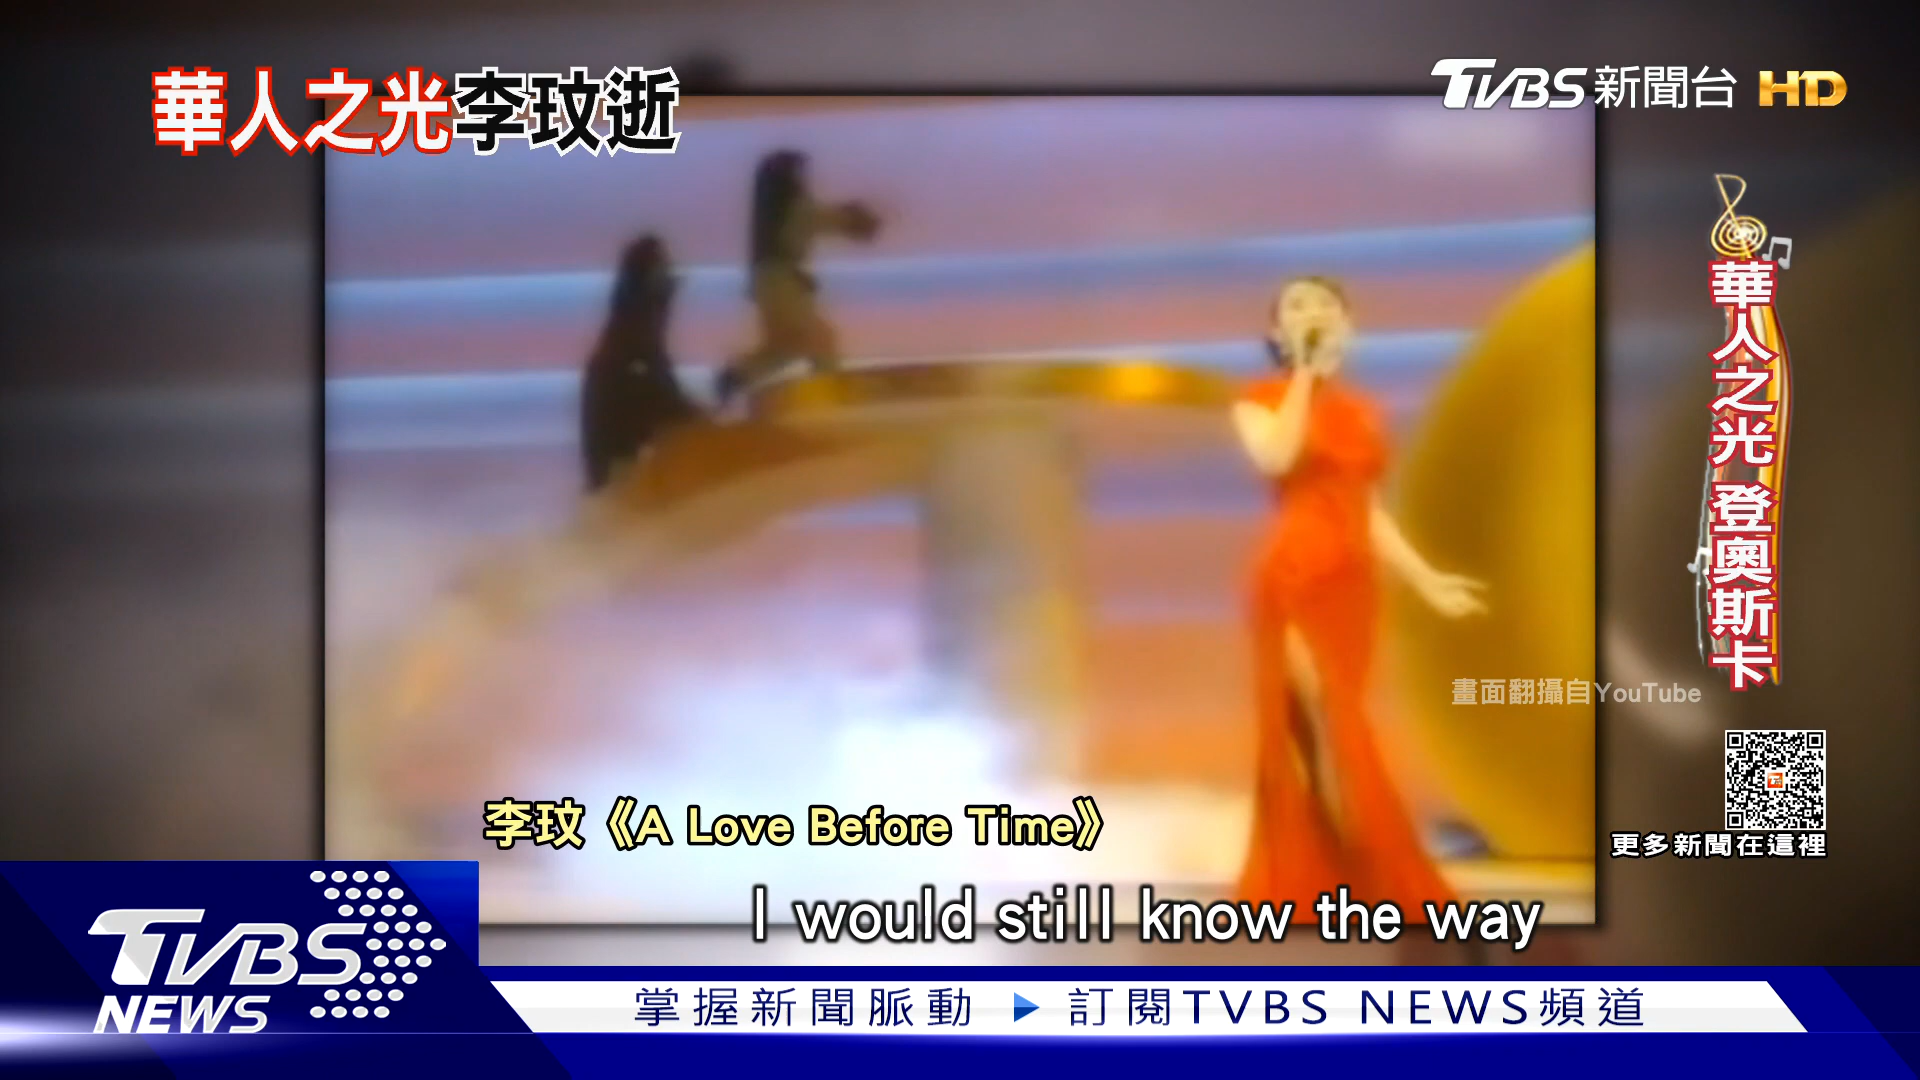 華人之光李玟逝
TVBS新聞台 HD
華人之光 登奧斯卡
畫面翻攝自YouTube
更多新聞在這裡
李玟《A Love Before Time》
I would still know the way
TVBS NEWS
掌握新聞脈動 ▶ 訂閱TVBS NEWS頻道